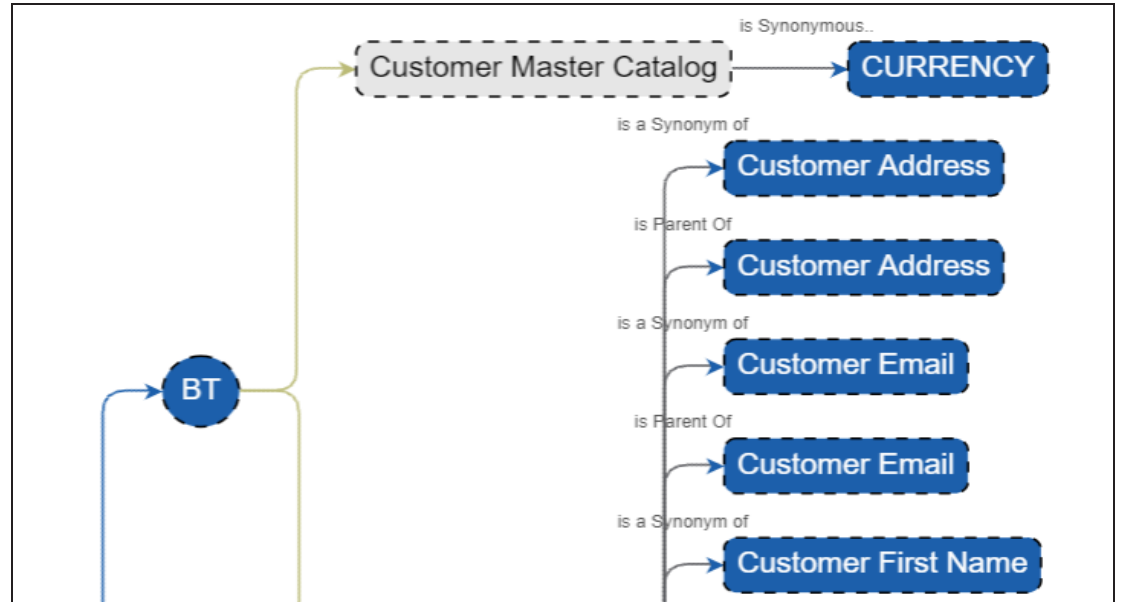 is Synonymous..
Customer Master Catalog
CURRENCY
is a Synonym of
Customer Address
is Parent Of
Customer Address
is a Synonym of
Customer Email
BT
is Parent Of
Customer Email
is a Synonym of
Customer First Name